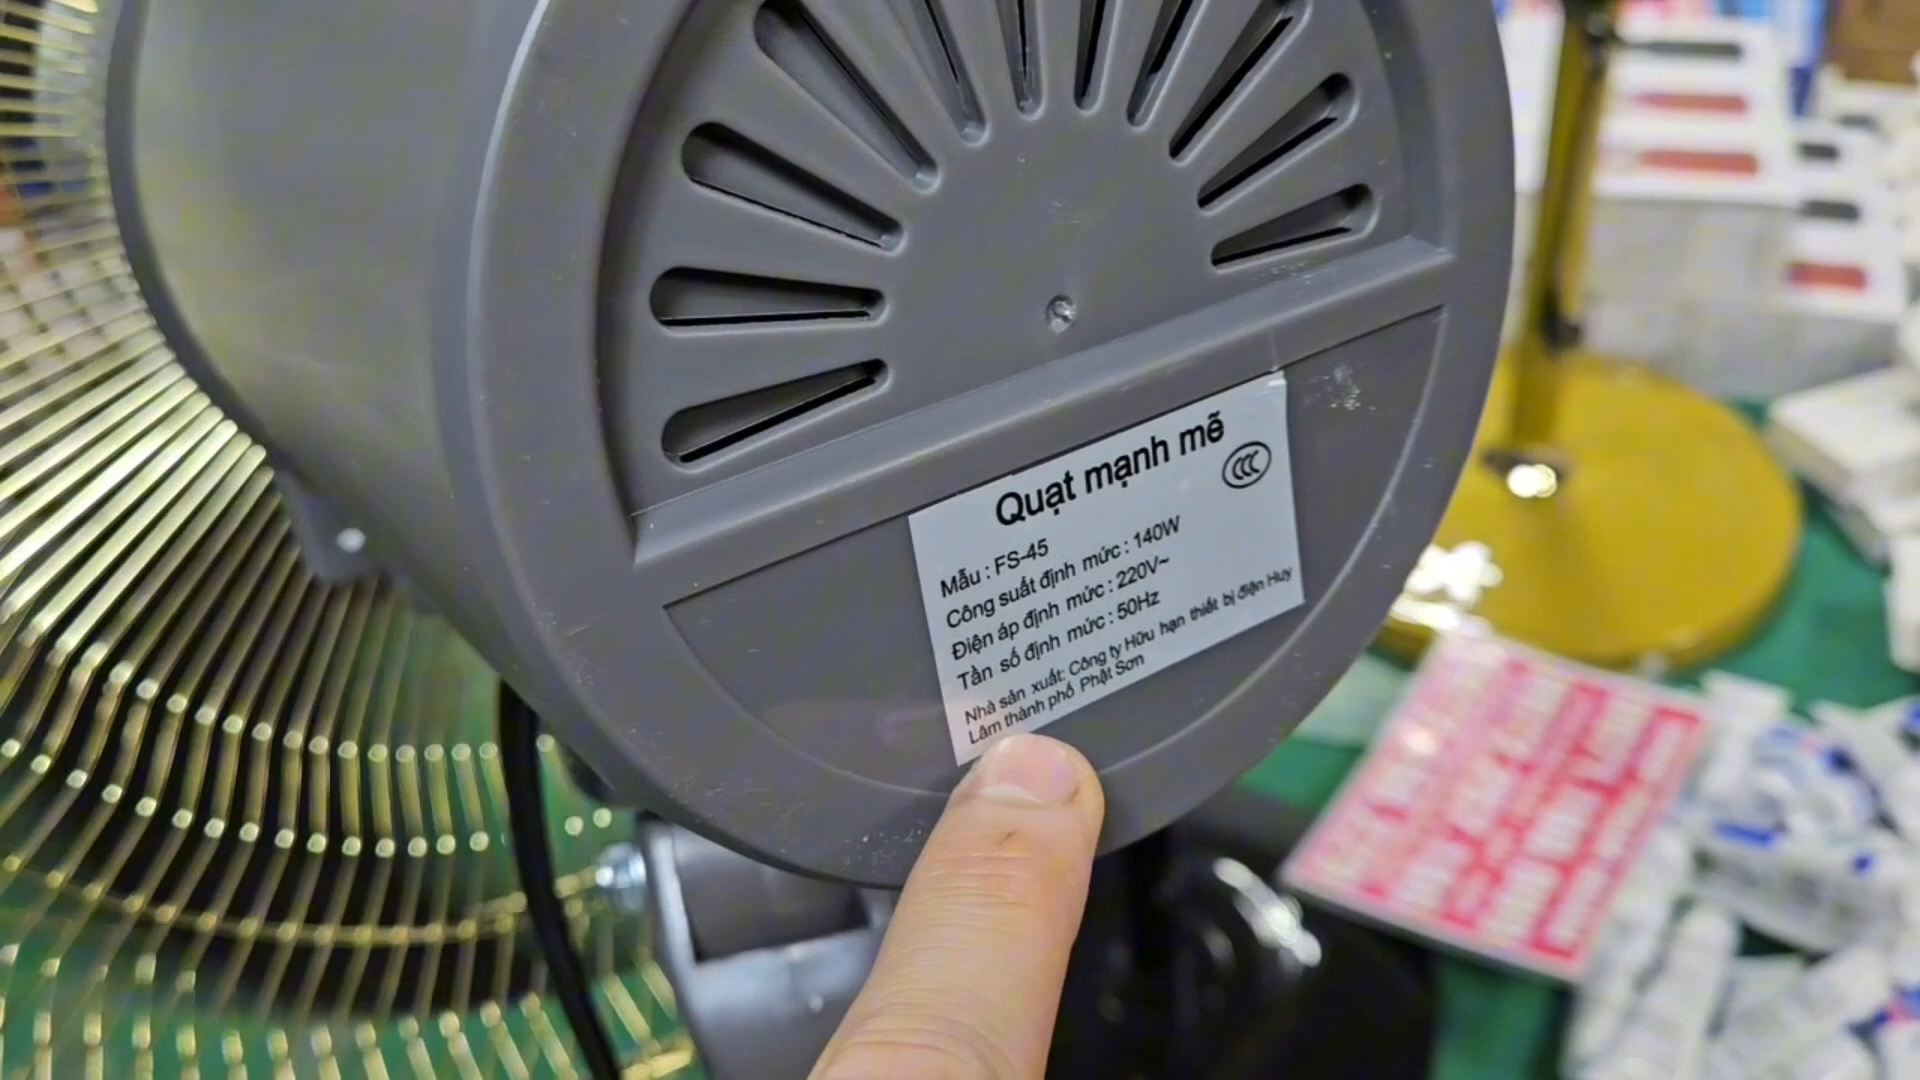 Quạt mạnh mẽ
CCC
Mẫu : FS-45
Công suất định mức : 140W
Điện áp định mức : 220V~
Tần số định mức : 50Hz
Nhà sản xuất: Công ty Hữu hạn thiết bị điện Huy
Lâm thành phố Phật Sơn